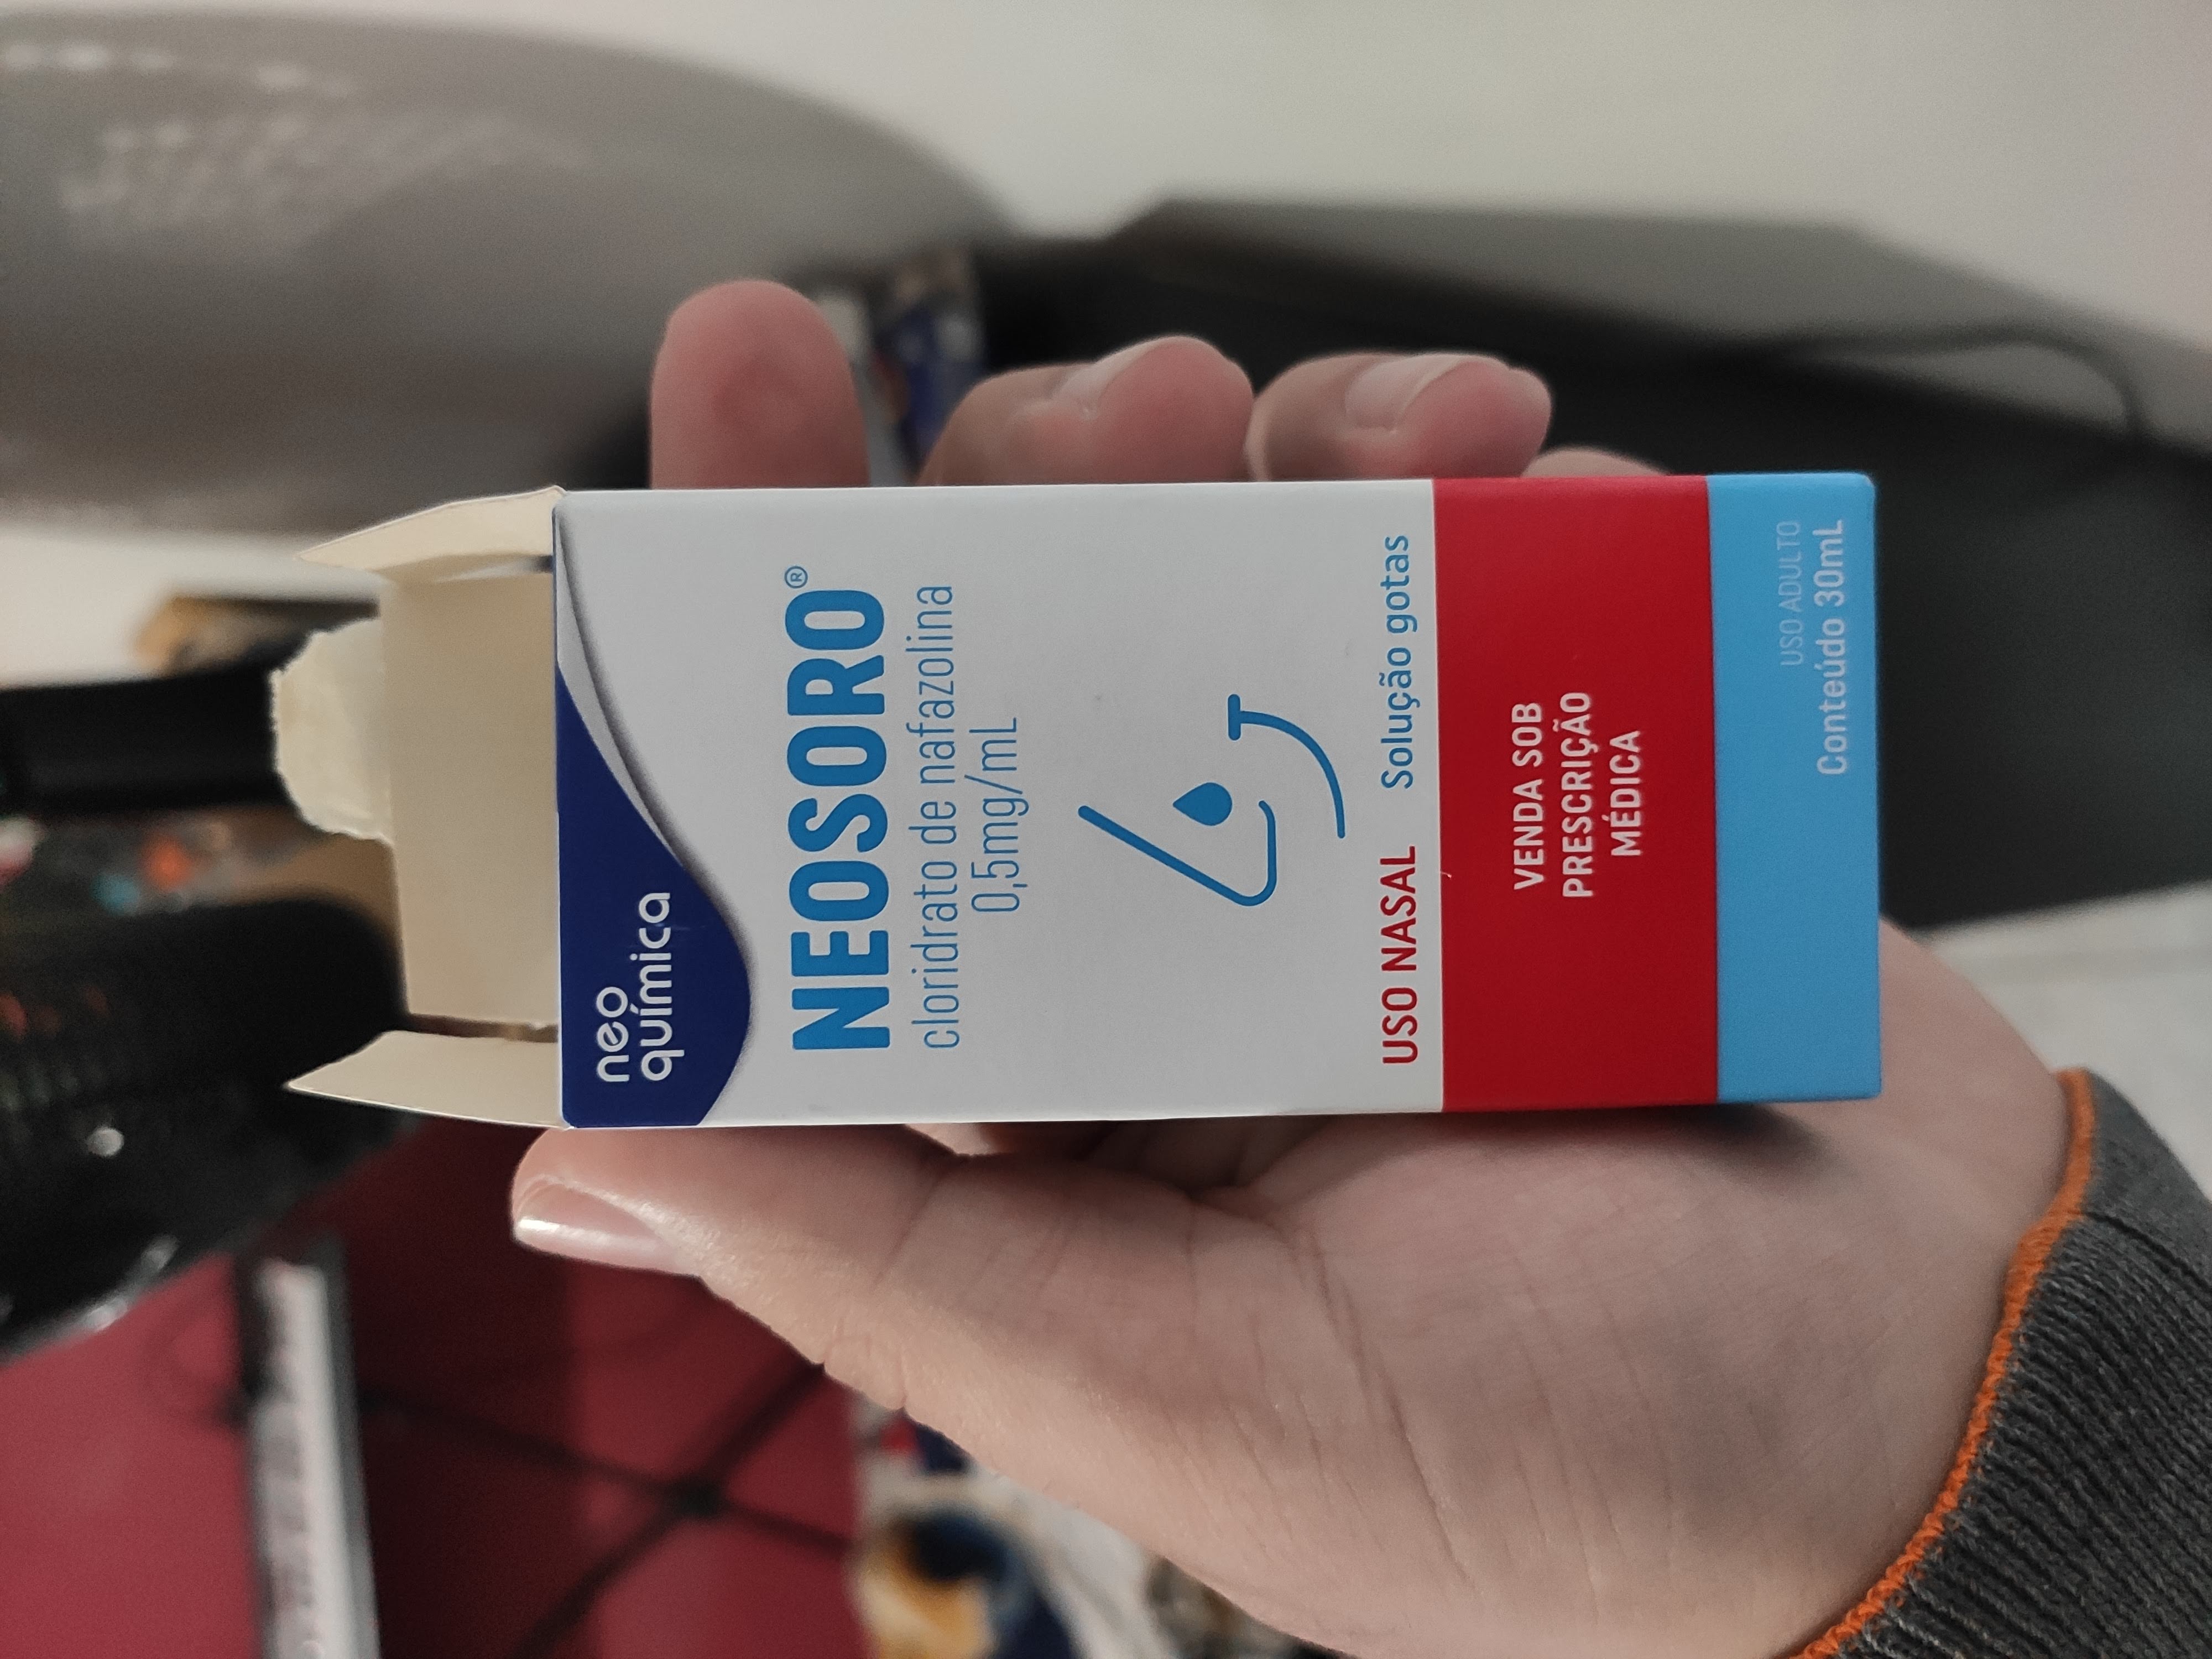 neo
química
NEOSORO®
cloridrato de nafazolina
0,5mg/mL
USO NASAL Solução gotas
VENDA SOB
PRESCRIÇÃO
MÉDICA
USO ADULTO
Conteúdo 30mL